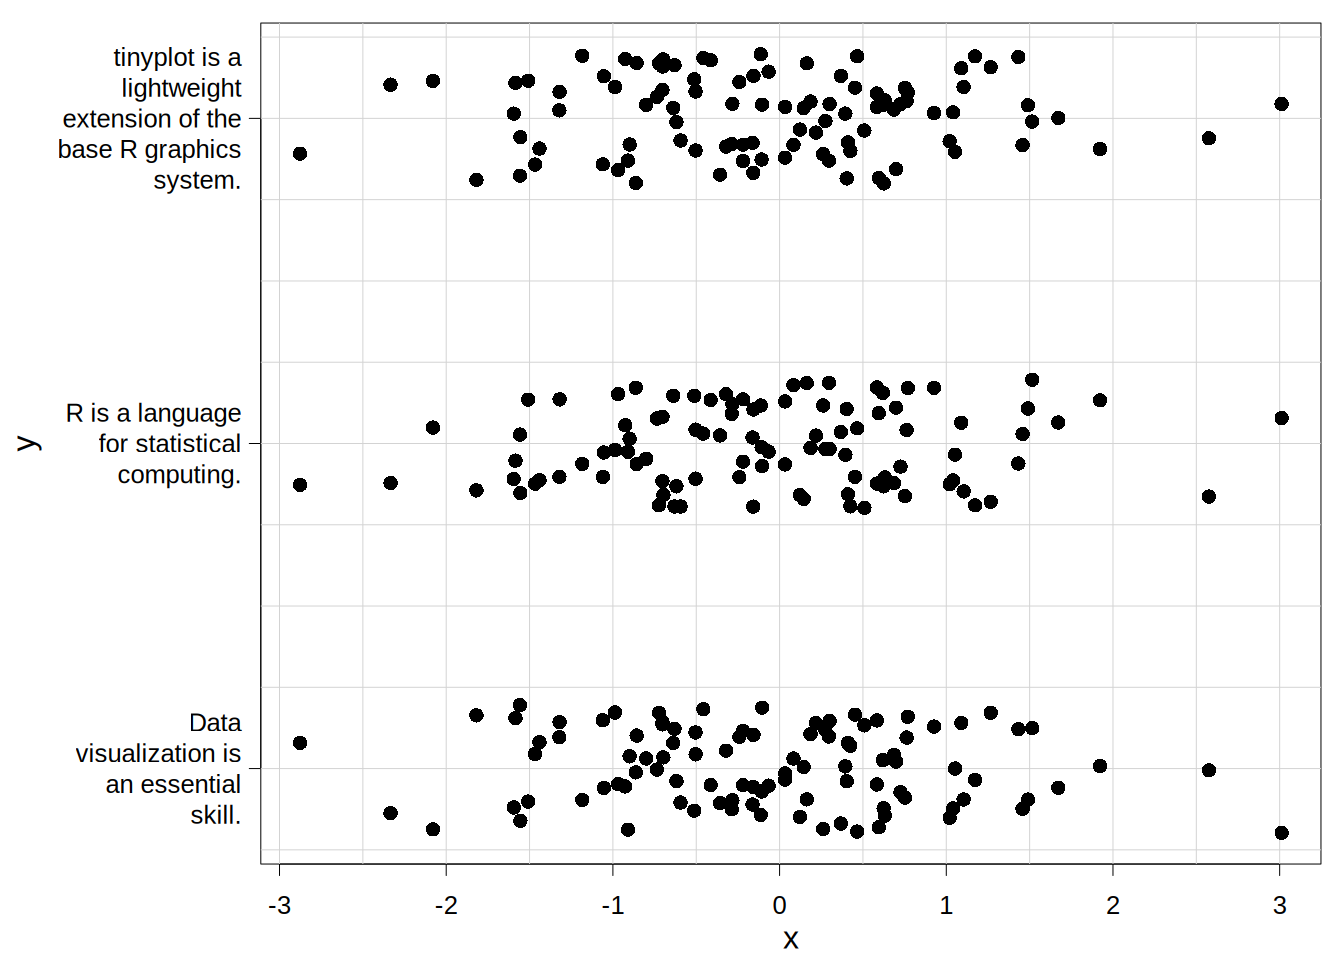 tinyplot is a
lightweight
extension of the
base R graphics
system.
R is a language
for statistical
computing.
Data
visualization is
an essential
skill.
y
-3 -2 -1 0 1 2 3
x